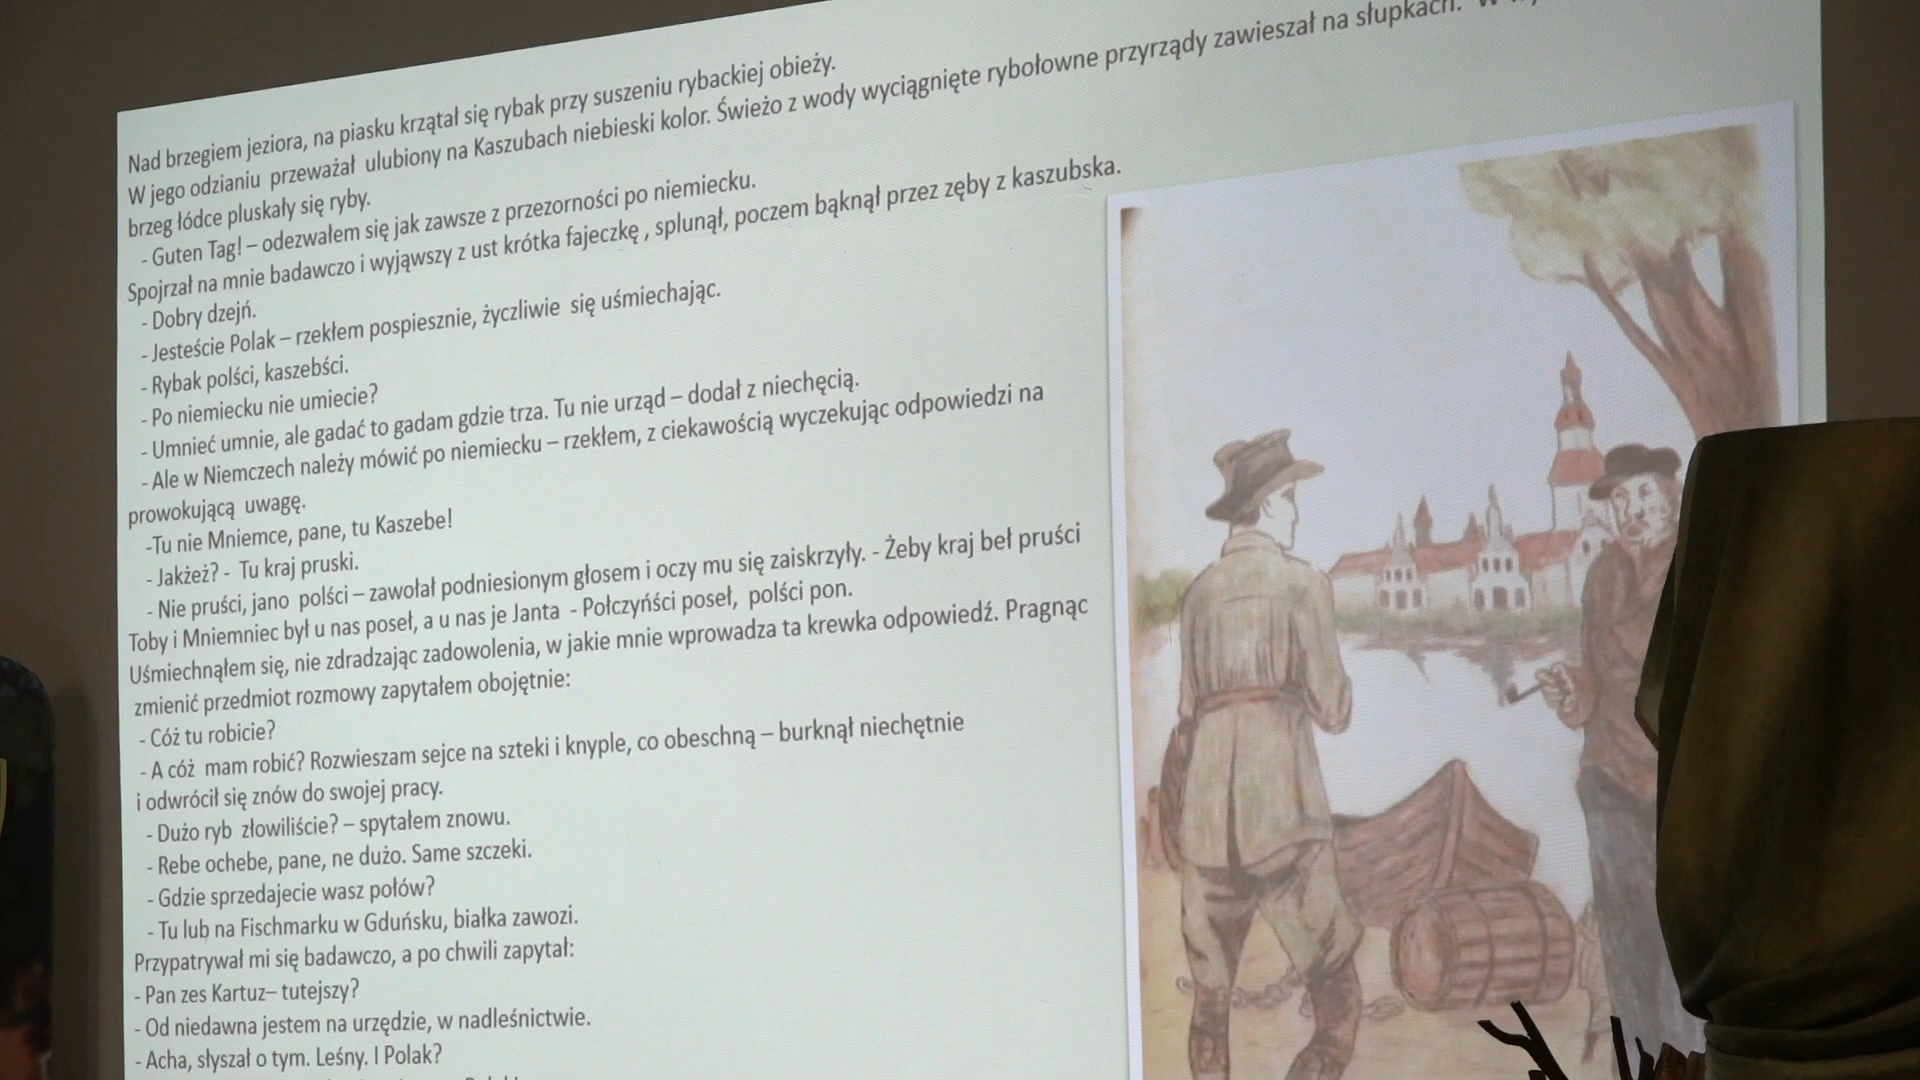 Nad brzegiem jeziora, na piasku krzątał się rybak przy suszeniu rybackiej obieży.
W jego odzianiu przeważał ulubiony na Kaszubach niebieski kolor. Świeżo z wody wyciągnięte rybołowne przyrządy zawieszał na słupkach.
brzeg łódce pluskały się ryby.
- Guten Tag! – odezwałem się jak zawsze z przezorności po niemiecku.
Spojrzał na mnie badawczo i wyjąwszy z ust krótka fajeczkę , splunął, poczem bąknął przez zęby z kaszubska.
- Dobry dzejń.
- Jesteście Polak – rzekłem pospiesznie, życzliwie się uśmiechając.
- Rybak polści, kaszebści.
- Po niemiecku nie umiecie?
- Umnieć umnie, ale gadać to gadam gdzie trza. Tu nie urząd – dodał z niechęcią.
- Ale w Niemczech należy mówić po niemiecku – rzekłem, z ciekawością wyczekując odpowiedzi na
prowokującą uwagę.
-Tu nie Mniemce, pane, tu Kaszebe!
- Jakżeż? - Tu kraj pruski.
- Nie pruści, jano polści – zawołał podniesionym głosem i oczy mu się zaiskrzyły. - Żeby kraj beł pruści
Toby i Mniemniec był u nas poseł, a u nas je Janta - Połczyńści poseł, polści pon.
Uśmiechnąłem się, nie zdradzając zadowolenia, w jakie mnie wprowadza ta krewka odpowiedź. Pragnąc
zmienić przedmiot rozmowy zapytałem obojętnie:
- Cóż tu robicie?
- A cóż mam robić? Rozwieszam sejce na szteki i knyple, co obeschną – burknął niechętnie
i odwrócił się znów do swojej pracy.
- Dużo ryb złowiliście? – spytałem znowu.
- Rebe ochebe, pane, ne dużo. Same szczeki.
- Gdzie sprzedajecie wasz połów?
- Tu lub na Fischmarku w Gduńsku, białka zawozi.
Przypatrywał mi się badawczo, a po chwili zapytał:
- Pan zes Kartuz– tutejszy?
- Od niedawna jestem na urzędzie, w nadleśnictwie.
- Acha, słyszał o tym. Leśny. I Polak?